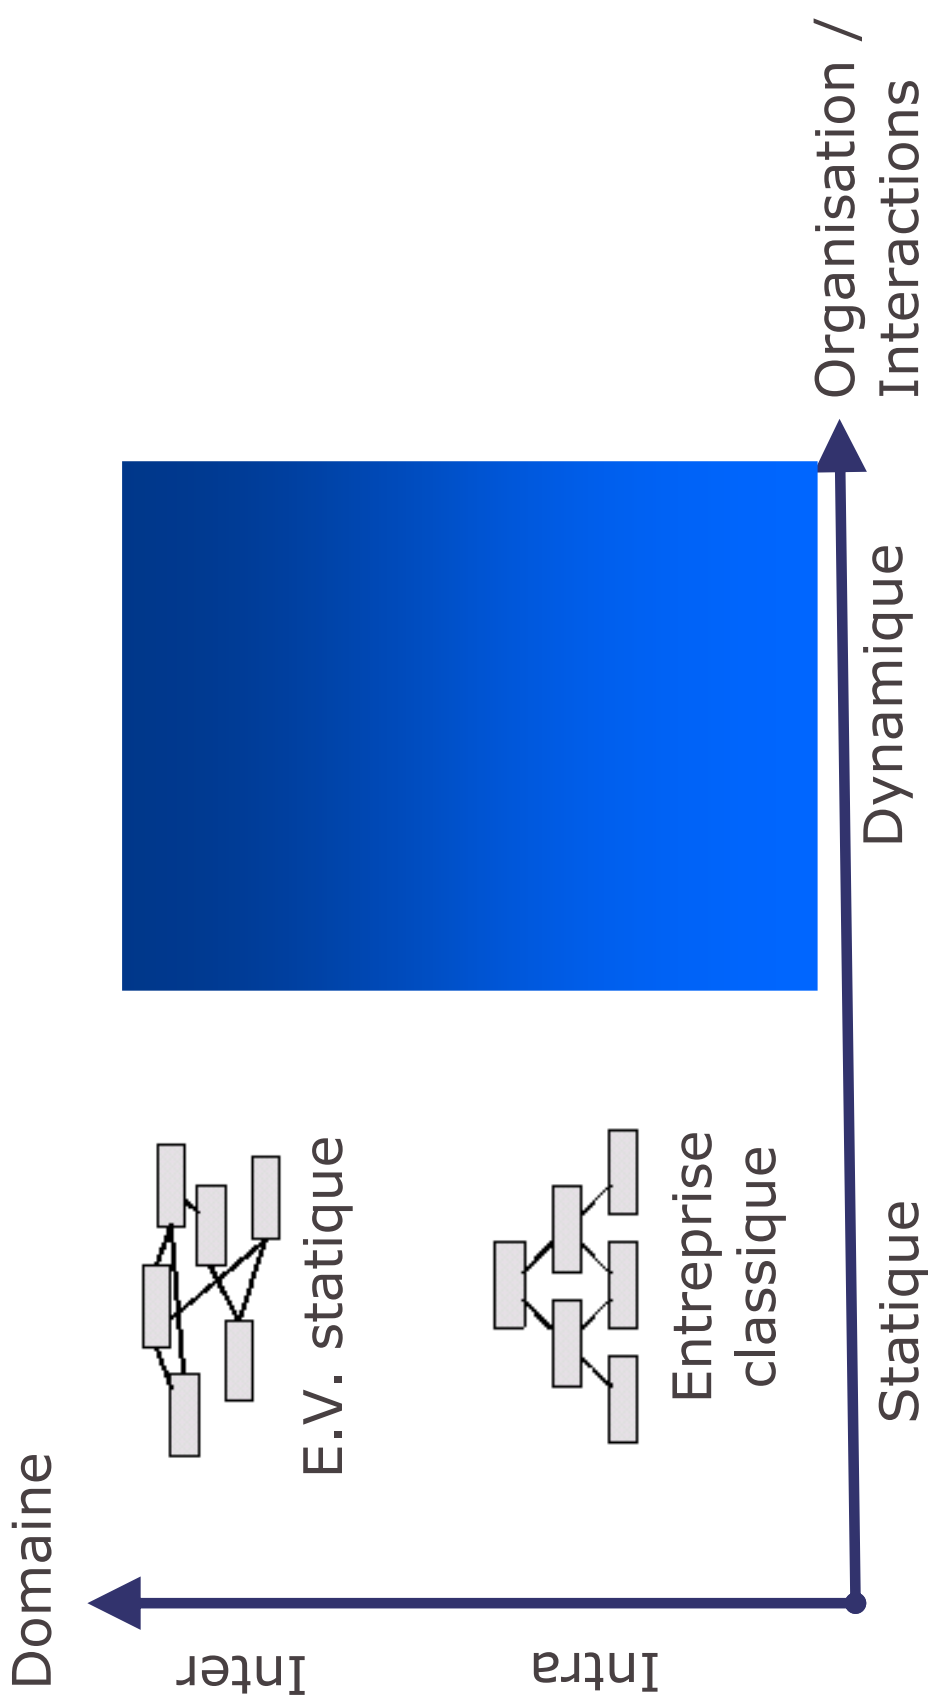 Domaine
Inter
E.V. statique
Intra
Entreprise
classique
Statique
Dynamique
Organisation /
Interactions